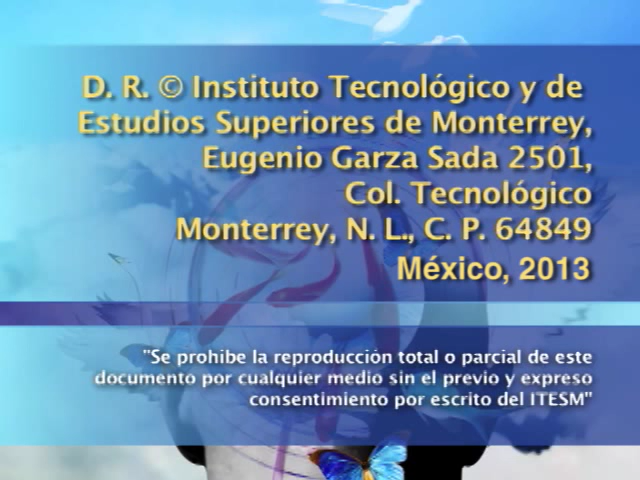 D. R. © Instituto Tecnológico y de
Estudios Superiores de Monterrey,
Eugenio Garza Sada 2501,
Col. Tecnológico
Monterrey, N. L., C. P. 64849
México, 2013
"Se prohibe la reproducción total o parcial de este
documento por cualquier medio sin el previo y expreso
consentimiento por escrito del ITESM"